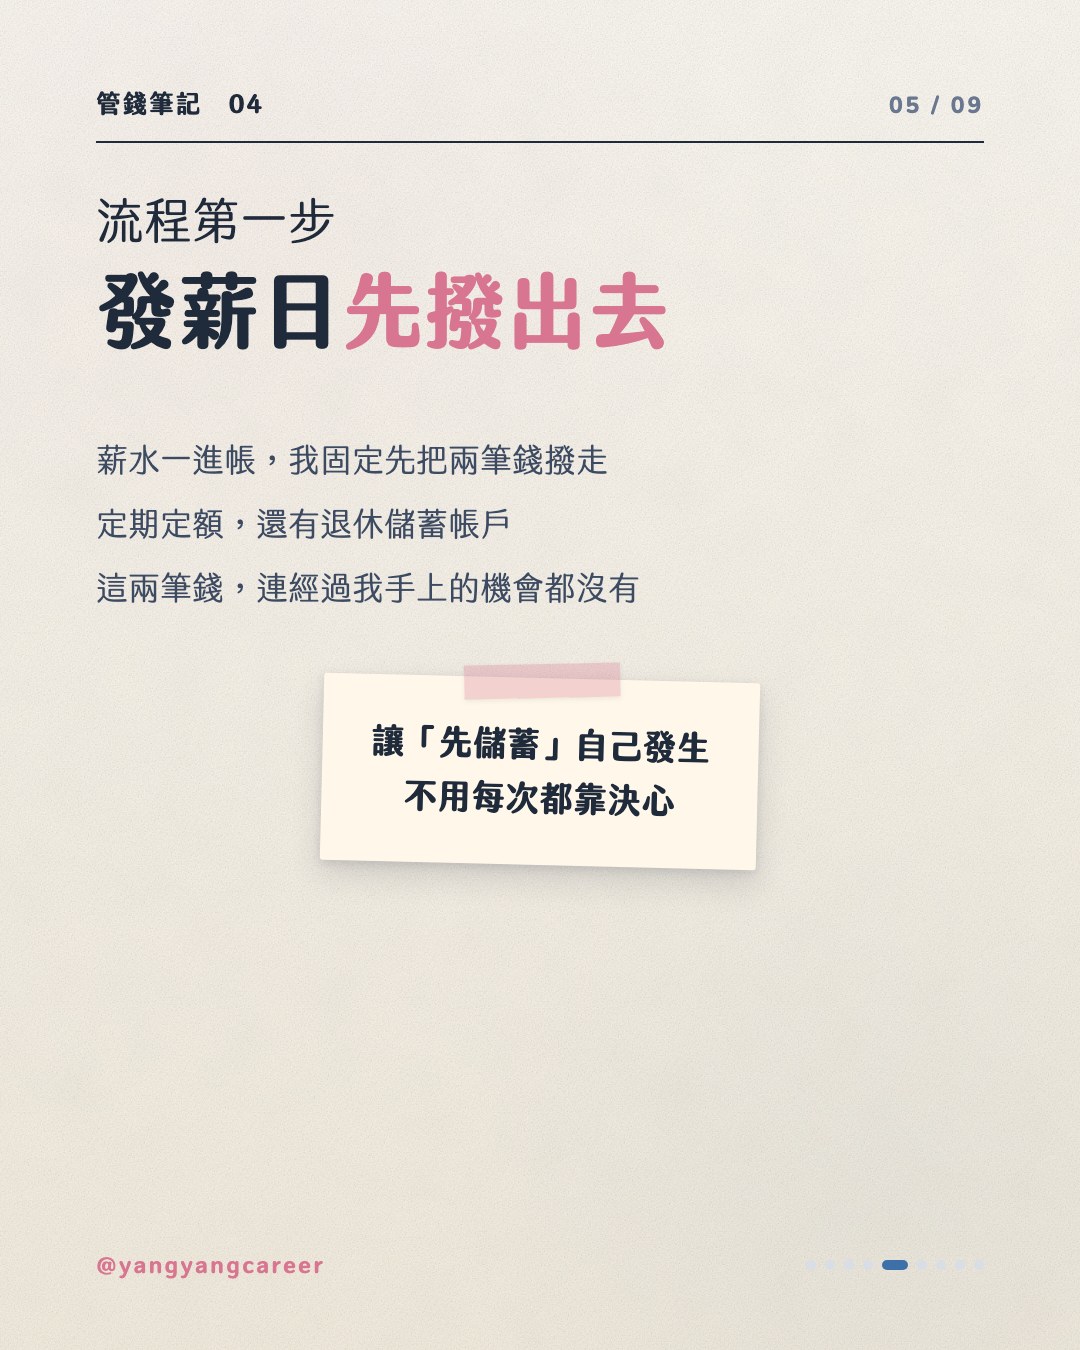 管錢筆記 04
05 / 09
流程第一步
發薪日先撥出去
薪水一進帳，我固定先把兩筆錢撥走
定期定額，還有退休儲蓄帳戶
這兩筆錢，連經過我手上的機會都沒有
讓「先儲蓄」自己發生
不用每次都靠決心
@yangyangcareer